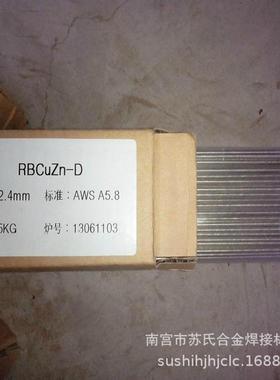 RBCuZn-D
2.4mm 标准：AWS A5.8
5KG 炉号：13061103
南宫市苏氏合金焊接材
sushihjhjclc.1688